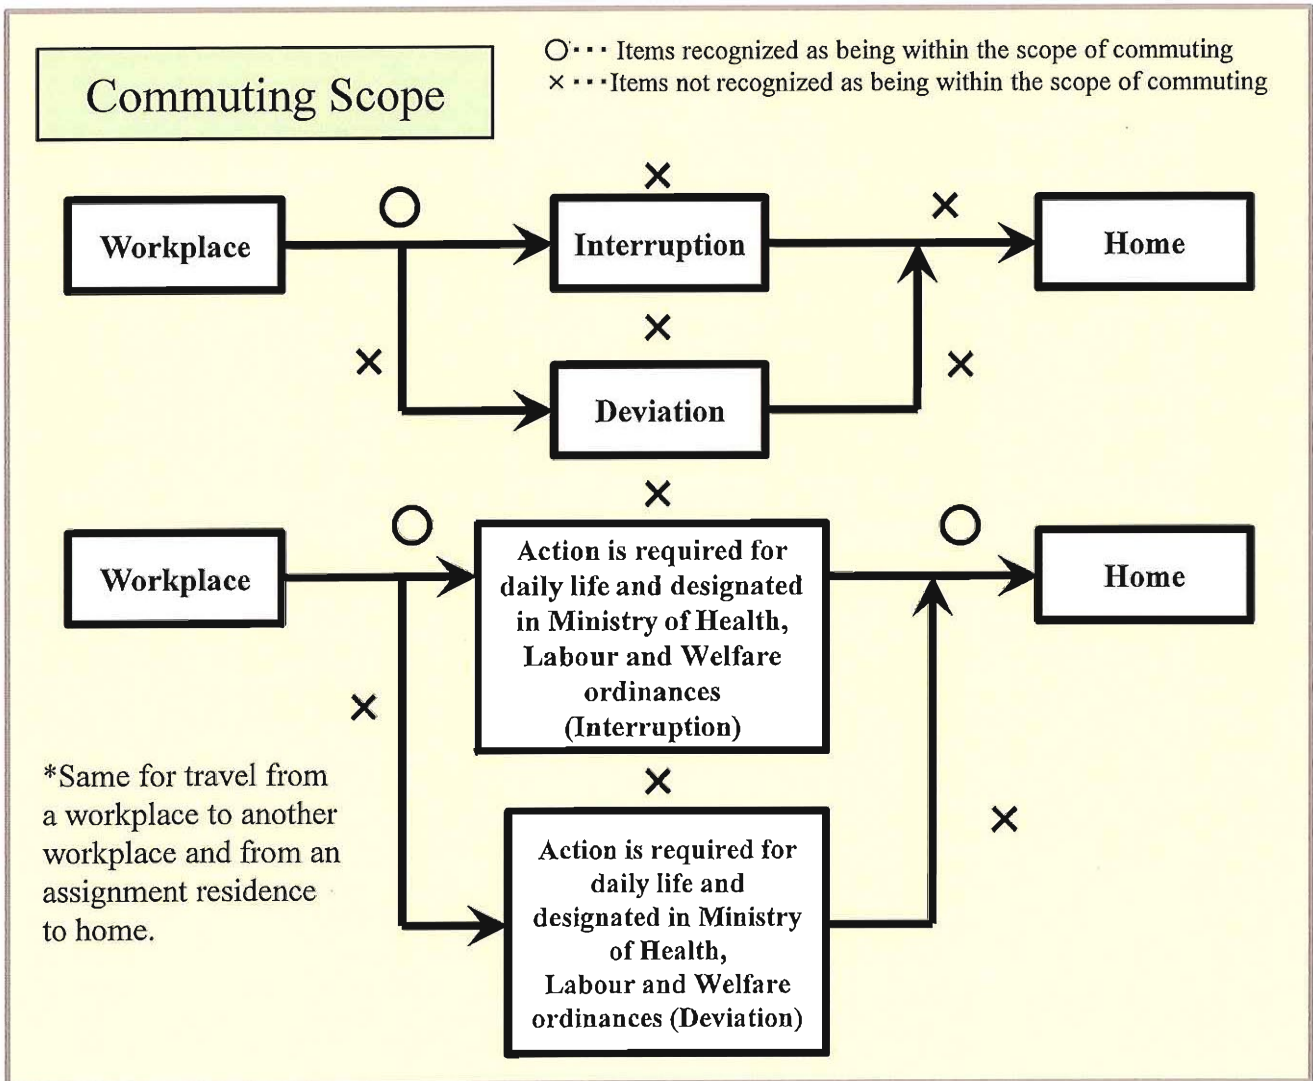 Commuting Scope
○ ・・・ Items recognized as being within the scope of commuting
× ・・・ Items not recognized as being within the scope of commuting
Workplace
○
×
Interruption
×
Home
×
×
Deviation
×
Workplace
○
×
Action is required for
daily life and designated
in Ministry of Health,
Labour and Welfare
ordinances
(Interruption)
○
Home
×
×
Action is required for
daily life and
designated in Ministry
of Health,
Labour and Welfare
ordinances (Deviation)
×
*Same for travel from
a workplace to another
workplace and from an
assignment residence
to home.